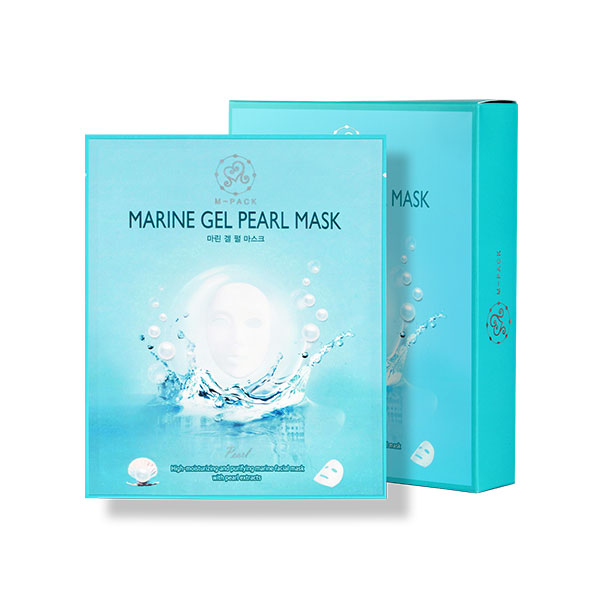 M~PACK
MARINE GEL PEARL MASK
마린 겔 펄 마스크
Pearl
High-moisturizing and purifying marine facial mask
with pearl extracts
MASK
M~PACK
mask